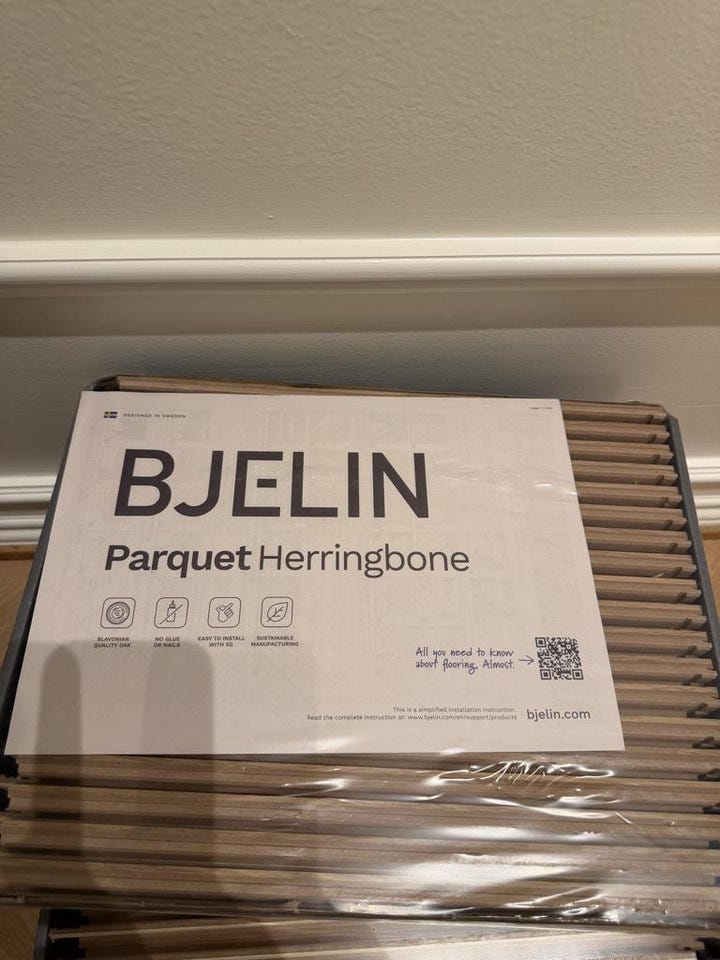 DESIGNED IN SWEDEN
BJELIN
Parquet Herringbone
SLAVONIAN
QUALITY OAK
NO GLUE
OR NAILS
EASY TO INSTALL
WITH 5G
SUSTAINABLE
MANUFACTURING
All you need to know
about flooring. Almost.
This is a simplified installation instruction.
Read the complete instruction at: www.bjelin.com/en/support/products
bjelin.com